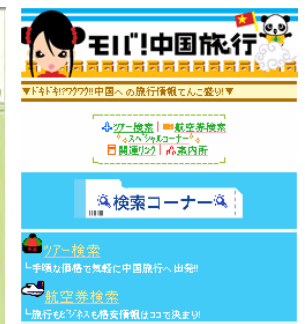 モバ!中国旅行
▼ドキドキ!?ワクワク!!中国への旅行情報てんこ盛り!▼
ツアー検索|航空券検索
スペシャルコーナー
関連リンク|案内所
検索コーナー
ツアー検索
└手頃な価格で気軽に中国旅行へ出発!!
航空券検索
└旅行もビジネスも格安情報はココで決まり!